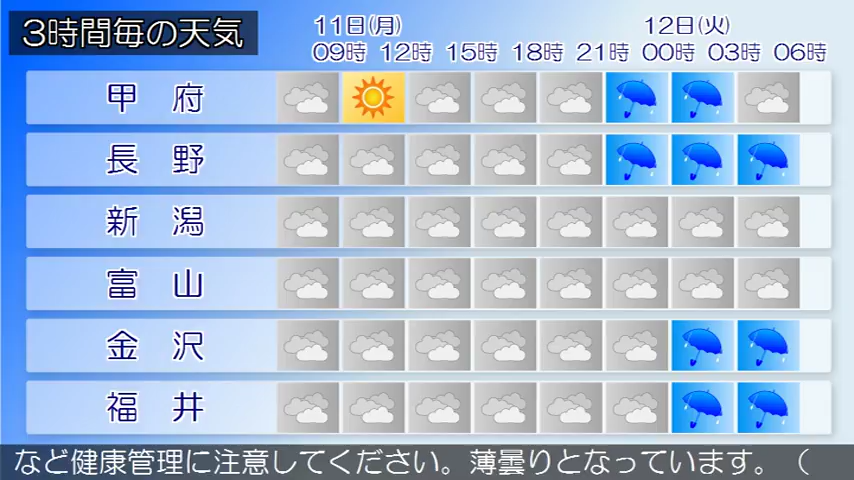 3時間毎の天気
11日(月) 12日(火)
09時 12時 15時 18時 21時 00時 03時 06時
甲府
長野
新潟
富山
金沢
福井
など健康管理に注意してください。薄曇りとなっています。（